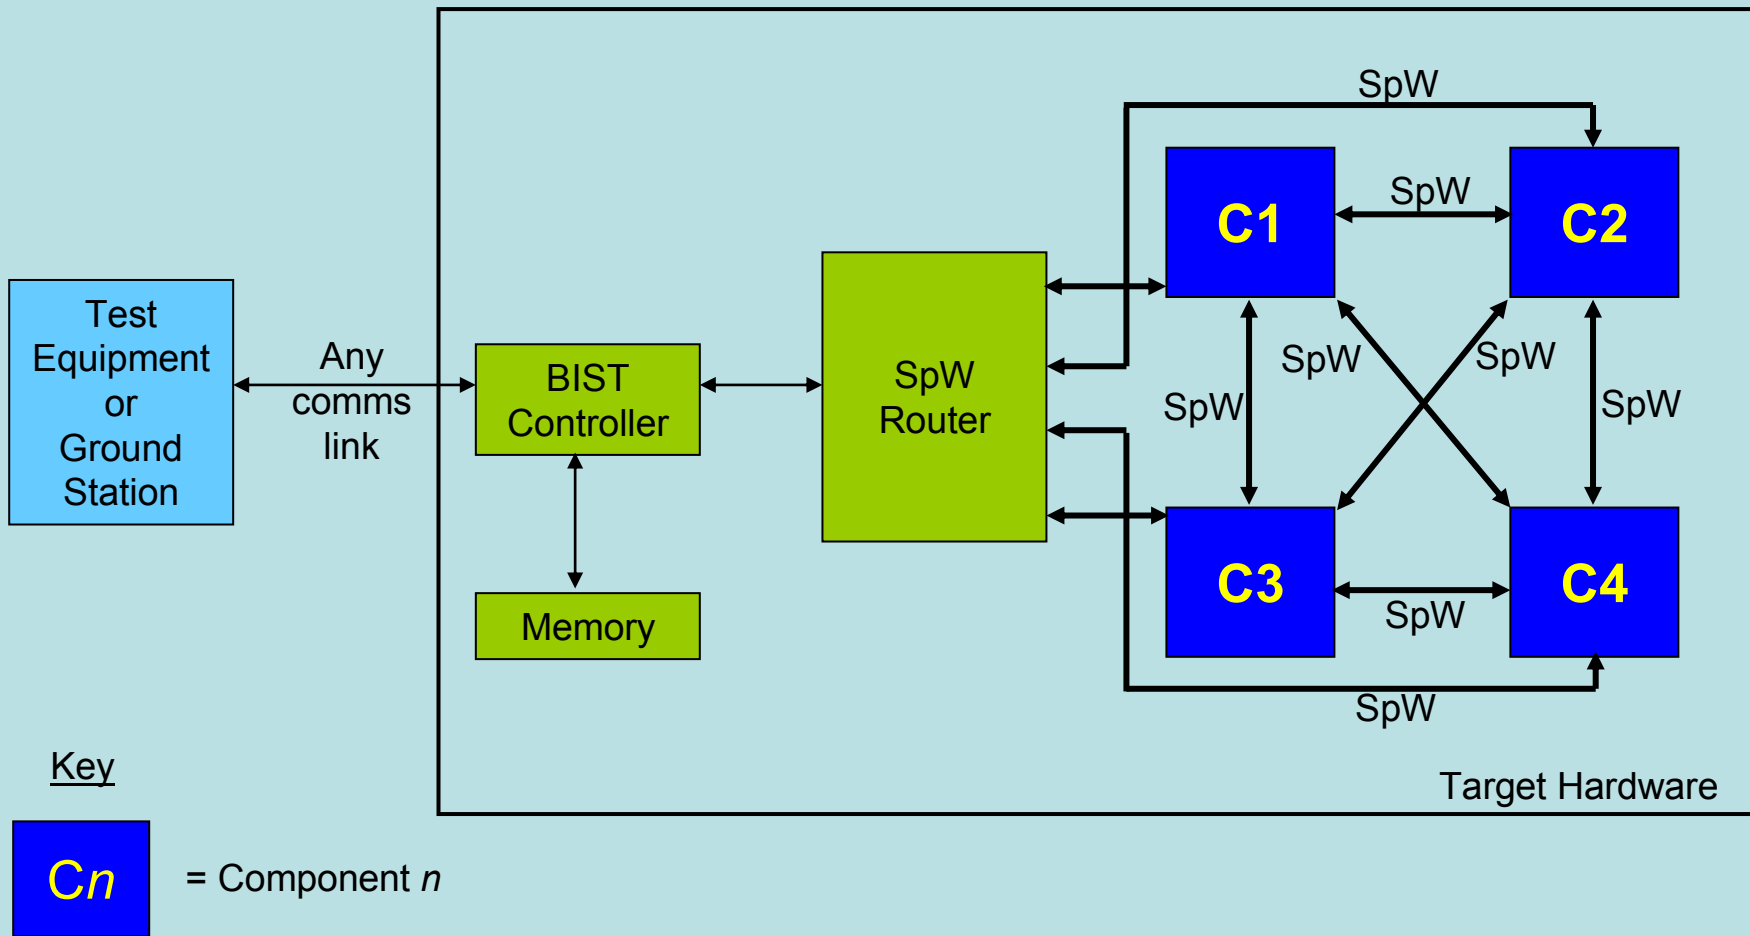 SpW
C1
SpW
C2
Test
Equipment
or
Ground
Station
Any
comms
link
BIST
Controller
SpW
Router
SpW
SpW
SpW
SpW
Memory
C3
SpW
C4
SpW
Key
Target Hardware
Cn
= Component n